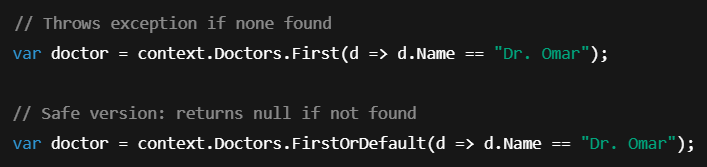 // Throws exception if none found
var doctor = context.Doctors.First(d => d.Name == "Dr. Omar");
// Safe version: returns null if not found
var doctor = context.Doctors.FirstOrDefault(d => d.Name == "Dr. Omar");